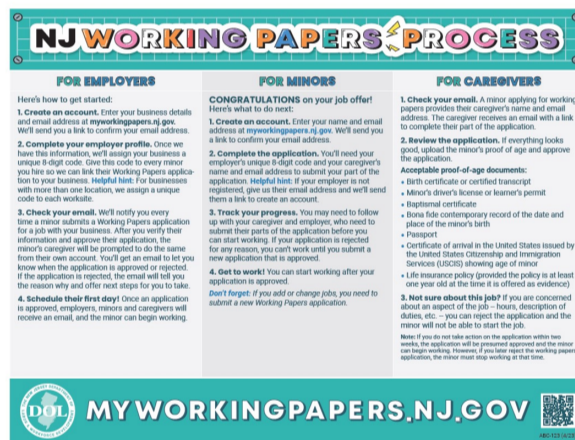 NJ WORKING PAPERS PROCESS
FOR EMPLOYERS
Here's how to get started:
1. Create an account. Enter your business details
and email address at myworkingpapers.nj.gov.
We'll send you a link to confirm your email address.
2. Complete your employer profile. Once we
have this information, we'll assign your business a
unique 8-digit code. Give this code to every minor
you hire so we can link their Working Papers applica-
tion to your business. Helpful hint: For businesses
with more than one location, we assign a unique
code to each worksite.
3. Check your email. We'll notify you every
time a minor submits a Working Papers application
for a job with your business. After you verify their
information and approve their application, the
minor's caregiver will be prompted to do the same
from their own account. You'll get an email to let you
know when the application is approved or rejected.
If the application is rejected, the email will tell you
the reason why and offer next steps for you to take.
4. Schedule their first day! Once an application
is approved, employers, minors and caregivers will
receive an email, and the minor can begin working.
FOR MINORS
CONGRATULATIONS on your job offer!
Here's what to do next:
1. Create an account. Enter your name and email
address at myworkingpapers.nj.gov. We'll send you
a link to confirm your email address.
2. Complete the application. You'll need your
employer's unique 8-digit code and your caregiver's
name and email address to submit your part of the
application. Helpful Hint: If your employer is not
registered, give us their email address and we'll send
them a link to create an account.
3. Track your progress. You may need to follow
up with your caregiver and employer, who need to
submit their parts of the application before you
can start working. If your application is rejected
for any reason, you can't work until you submit a
new application that is approved.
4. Get to work! You can start working after your
application is approved.
Don't forget: If you add or change jobs, you need to
submit a new Working Papers application.
FOR CAREGIVERS
1. Check your email. A minor applying for working
papers provides their caregiver's name and email
address. The caregiver receives an email with a link
to complete their part of the application.
2. Review the application. If everything looks
good, upload the minor's proof of age and approve
the application.
Acceptable proof-of-age documents:
• Birth certificate or certified transcript
• Minor's driver's license or learner's permit
• Baptismal certificate
• Bona fide contemporary record of the date and
place of the minor's birth
• Passport
• Certificate of arrival in the United States issued by
the United States Citizenship and Immigration
Services (USCIS) showing age of minor
• Life insurance policy (provided the policy is at least
one year old at the time it is offered as evidence)
3. Not sure about this job? If you are concerned
about an aspect of the job – hours, description of
duties, etc. – you can reject the application and the
minor will not be able to start the job.
Note: If you do not take action on the application within two
weeks, the application will be presumed approved and the minor
can begin working. However, if you later reject the working papers
application, the minor must stop working at that time.
DOL
MYWORKINGPAPERS.NJ.GOV